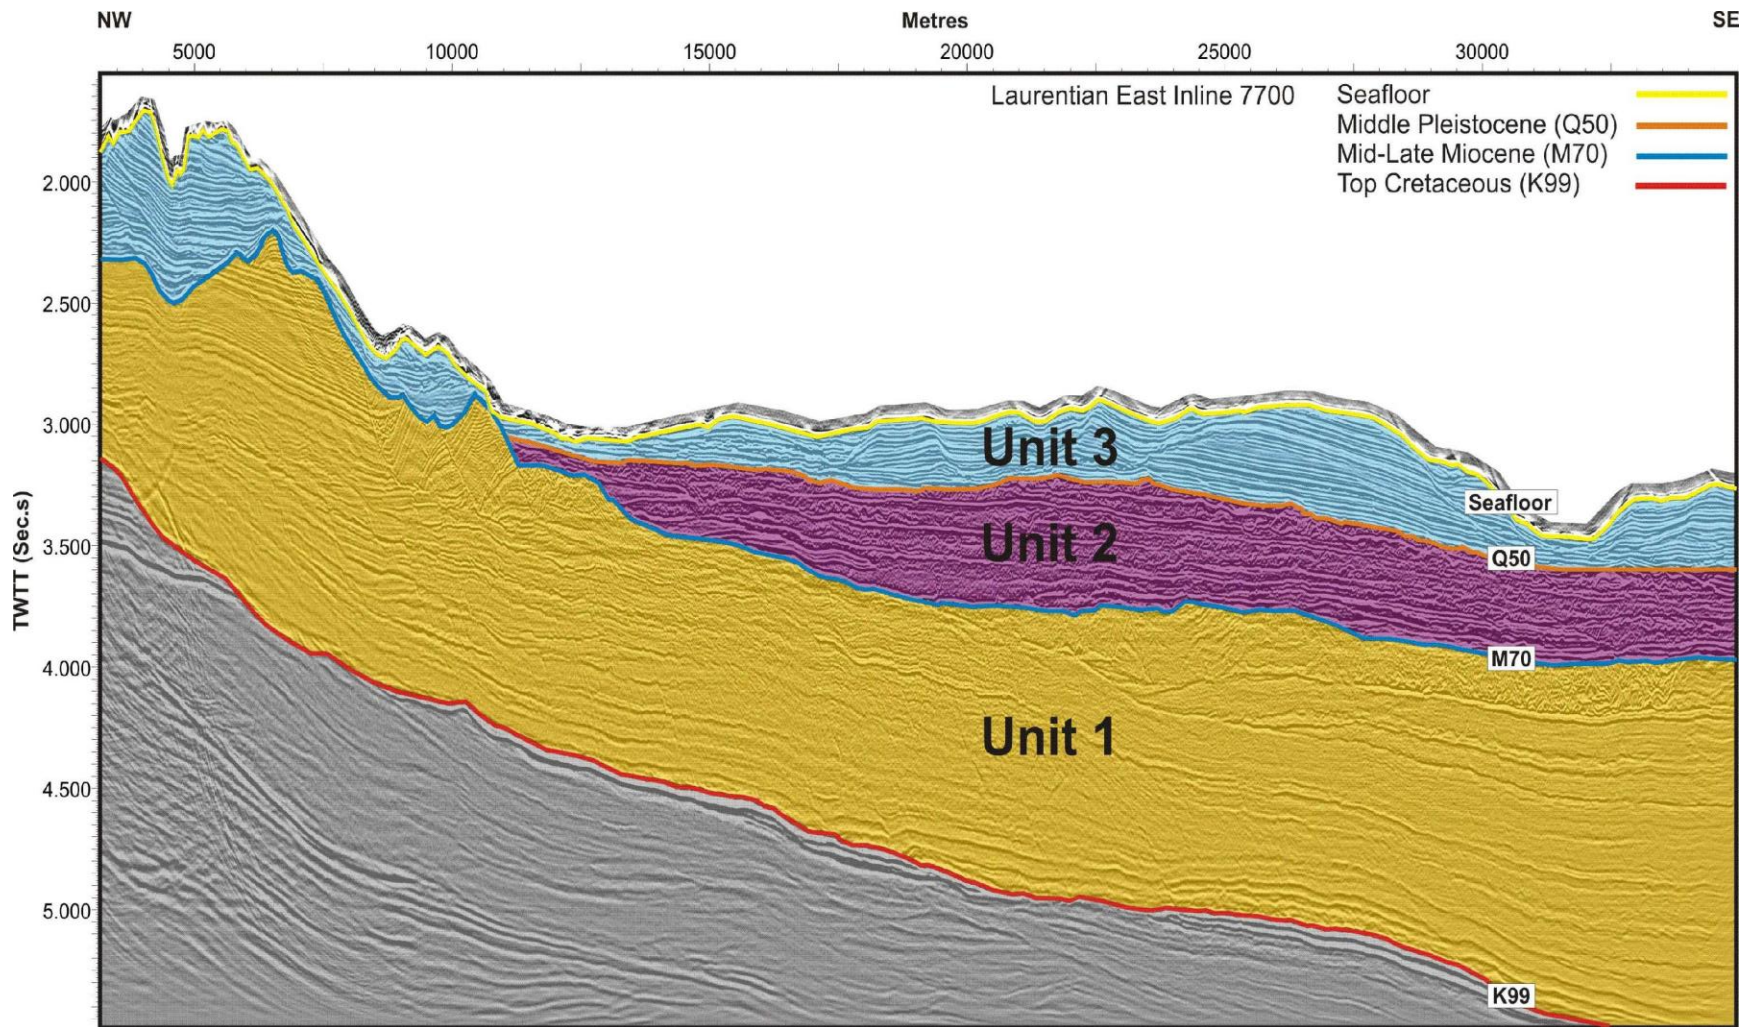 NW Metres SE
5000 10000 15000 20000 25000 30000
Laurentian East Inline 7700
Seafloor
Middle Pleistocene (Q50)
Mid-Late Miocene (M70)
Top Cretaceous (K99)
TWTT (Sec.s)
2.000
2.500
3.000
3.500
4.000
4.500
5.000
Unit 3
Seafloor
Unit 2
Q50
M70
Unit 1
K99